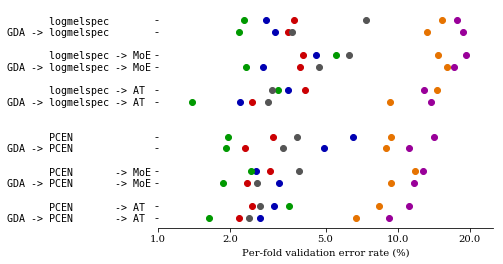 logmelspec
GDA -> logmelspec
logmelspec -> MoE
GDA -> logmelspec -> MoE
logmelspec -> AT
GDA -> logmelspec -> AT
PCEN
GDA -> PCEN
PCEN -> MoE
GDA -> PCEN -> MoE
PCEN -> AT
GDA -> PCEN -> AT
1.0 2.0 5.0 10.0 20.0
Per-fold validation error rate (%)